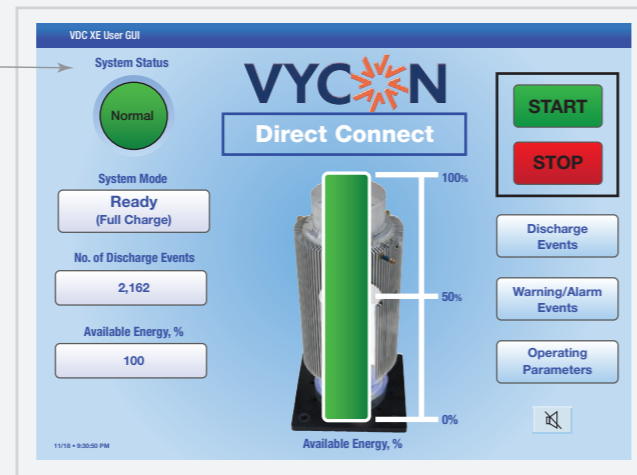 VDC XE User GUI
System Status
Normal
System Mode
Ready
(Full Charge)
No. of Discharge Events
2,162
Available Energy, %
100
11/18 • 9:30:50 PM
VYCON
Direct Connect
100%
50%
0%
Available Energy, %
START
STOP
Discharge
Events
Warning/Alarm
Events
Operating
Parameters